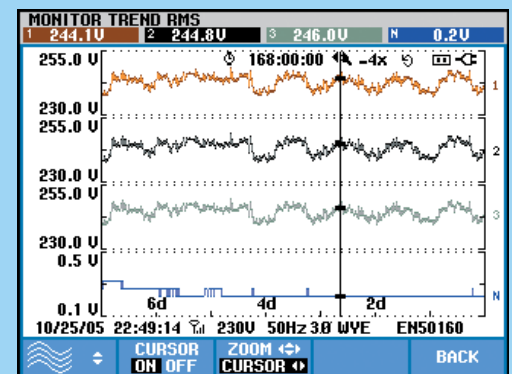 MONITOR TREND RMS
1 244.1V 2 244.8V 3 246.0V N 0.2V
255.0 V 168:00:00 -4x
1
230.0 V
255.0 V
2
230.0 V
255.0 V
3
230.0 V
0.5 V
N
6d 4d 2d
0.1 V
10/25/05 22:49:14 230V 50Hz 3.0 WYE EN50160
CURSOR ZOOM
ON OFF CURSOR BACK